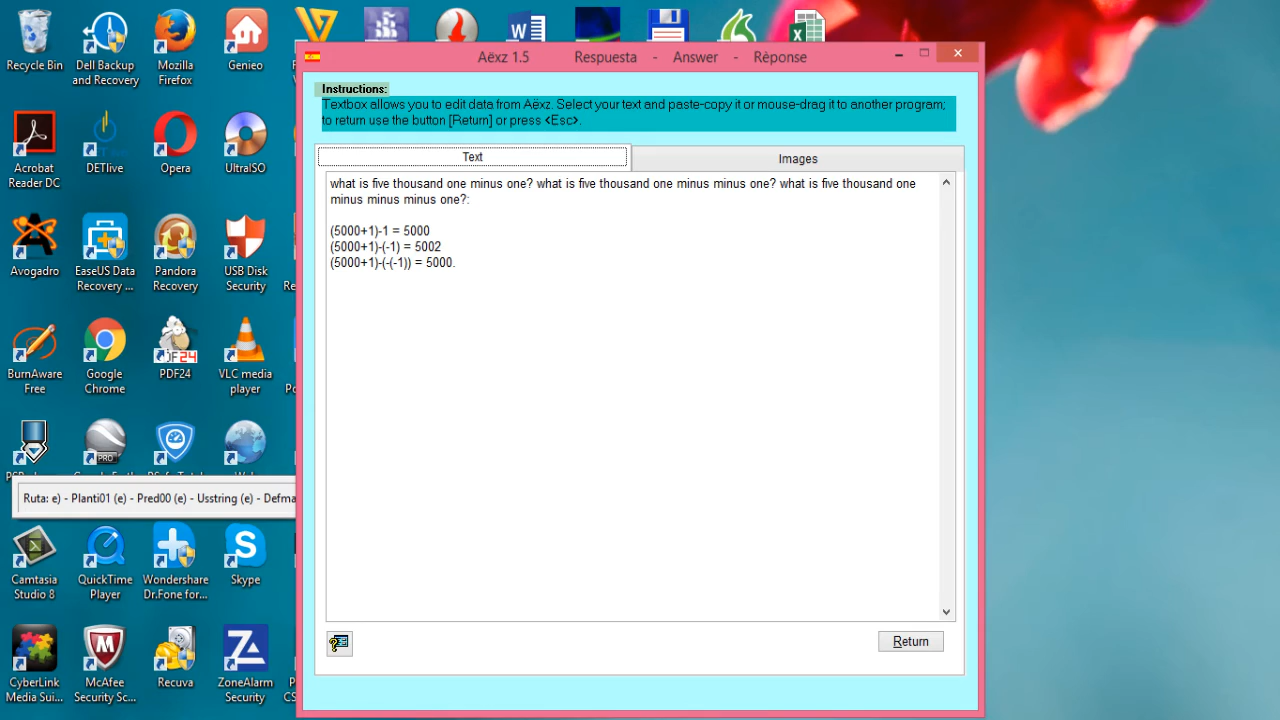 Recycle Bin
Dell Backup
and Recovery
Mozilla
Firefox
Genieo
Acrobat
Reader DC
DETlive
Opera
UltraISO
Avogadro
EaseUS Data
Recovery ...
Pandora
Recovery
USB Disk
Security
BurnAware
Free
Google
Chrome
PDF24
VLC media
player
Ruta: e) - Planti01 (e) - Pred00 (e) - Usstring (e) - Defma
Camtasia
Studio 8
QuickTime
Player
Wondershare
Dr.Fone for...
Skype
CyberLink
Media Sui...
McAfee
Security Sc...
Recuva
ZoneAlarm
Security
Aëxz 1.5 Respuesta - Answer - Rèponse
Instructions:
Textbox allows you to edit data from Aëxz. Select your text and paste-copy it or mouse-drag it to another program;
to return use the button [Return] or press <Esc>.
Text
Images
what is five thousand one minus one? what is five thousand one minus minus one? what is five thousand one
minus minus minus one?:
(5000+1)-1 = 5000
(5000+1)-(-1) = 5002
(5000+1)-(-(-1)) = 5000.
Return